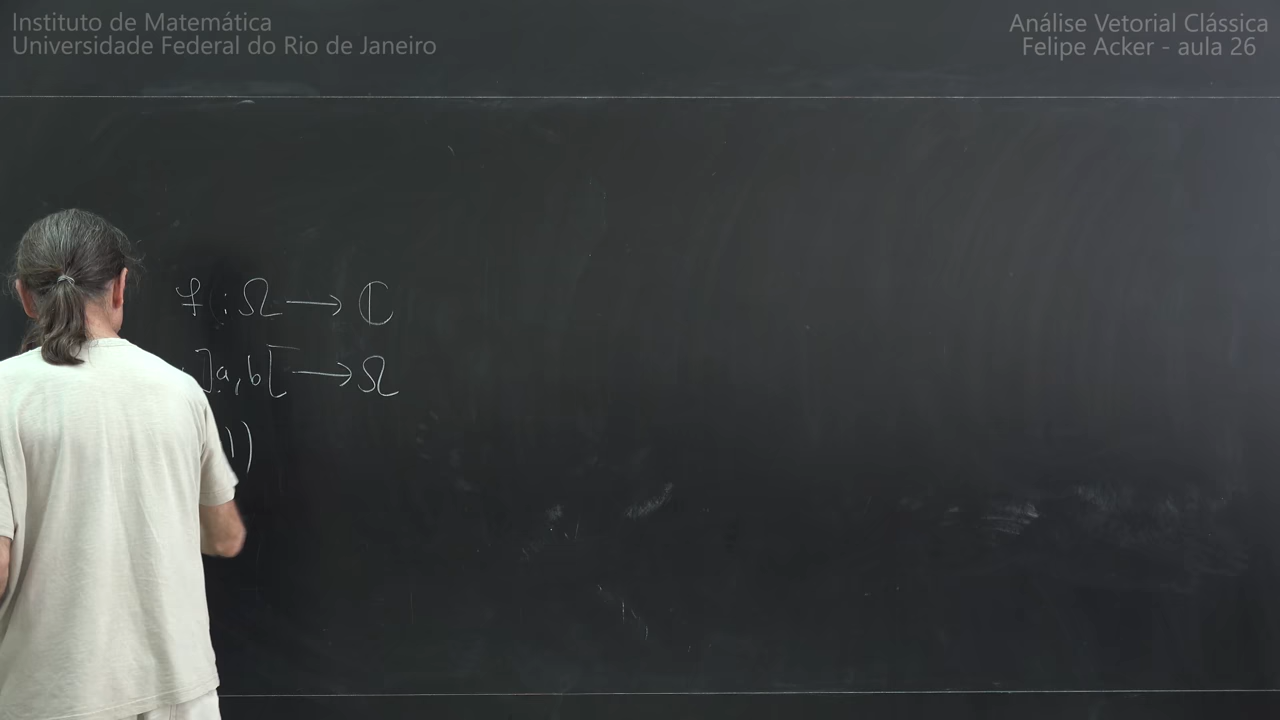 Instituto de Matemática
Universidade Federal do Rio de Janeiro
Análise Vetorial Clássica
Felipe Acker - aula 26
f : Ω → ℂ
]a, b[ → Ω
))